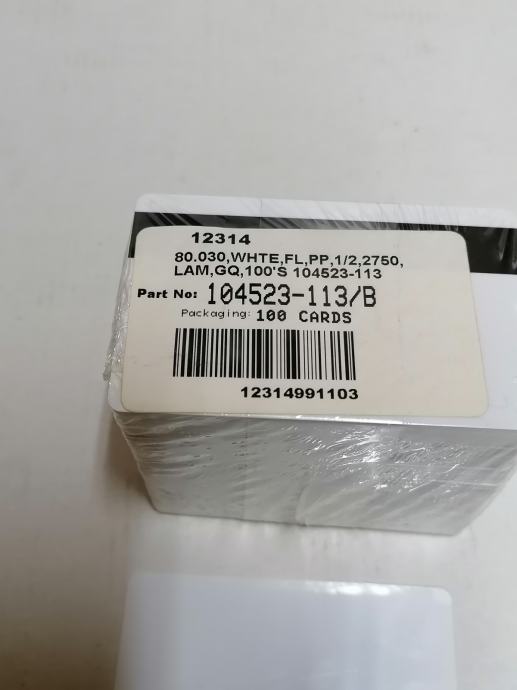 12314
80.030,WHTE,FL,PP,1/2,2750,
LAM,GQ,100'S 104523-113
Part No: 104523-113/B
Packaging: 100 CARDS
12314991103